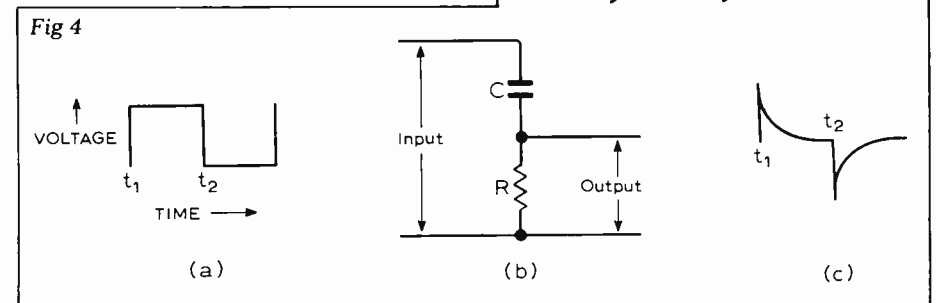 Fig 4
VOLTAGE
t1
t2
TIME
(a)
Input
C
R
Output
(b)
t1
t2
(c)